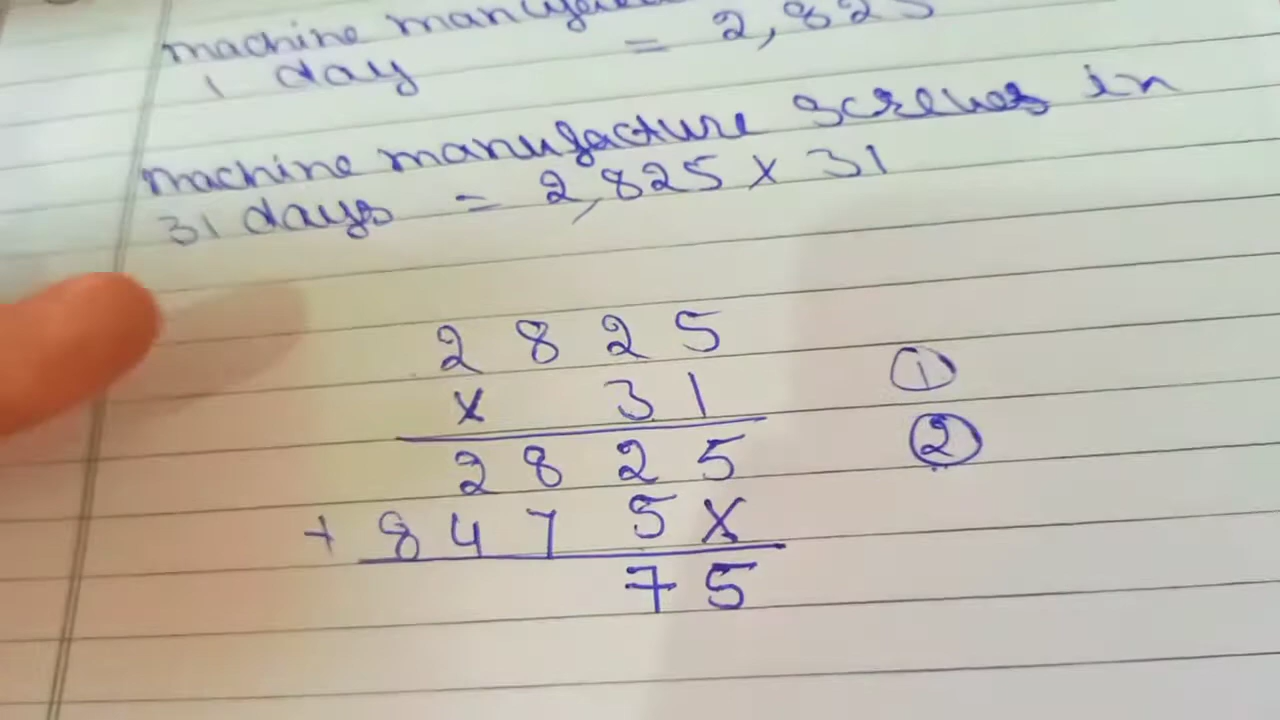 machine
1 day = 2,825
machine manufacture screws in
31 days = 2,825 x 31
2 8 2 5
x 3 1
2 8 2 5
+ 8 4 7 5 x
7 5
1
2